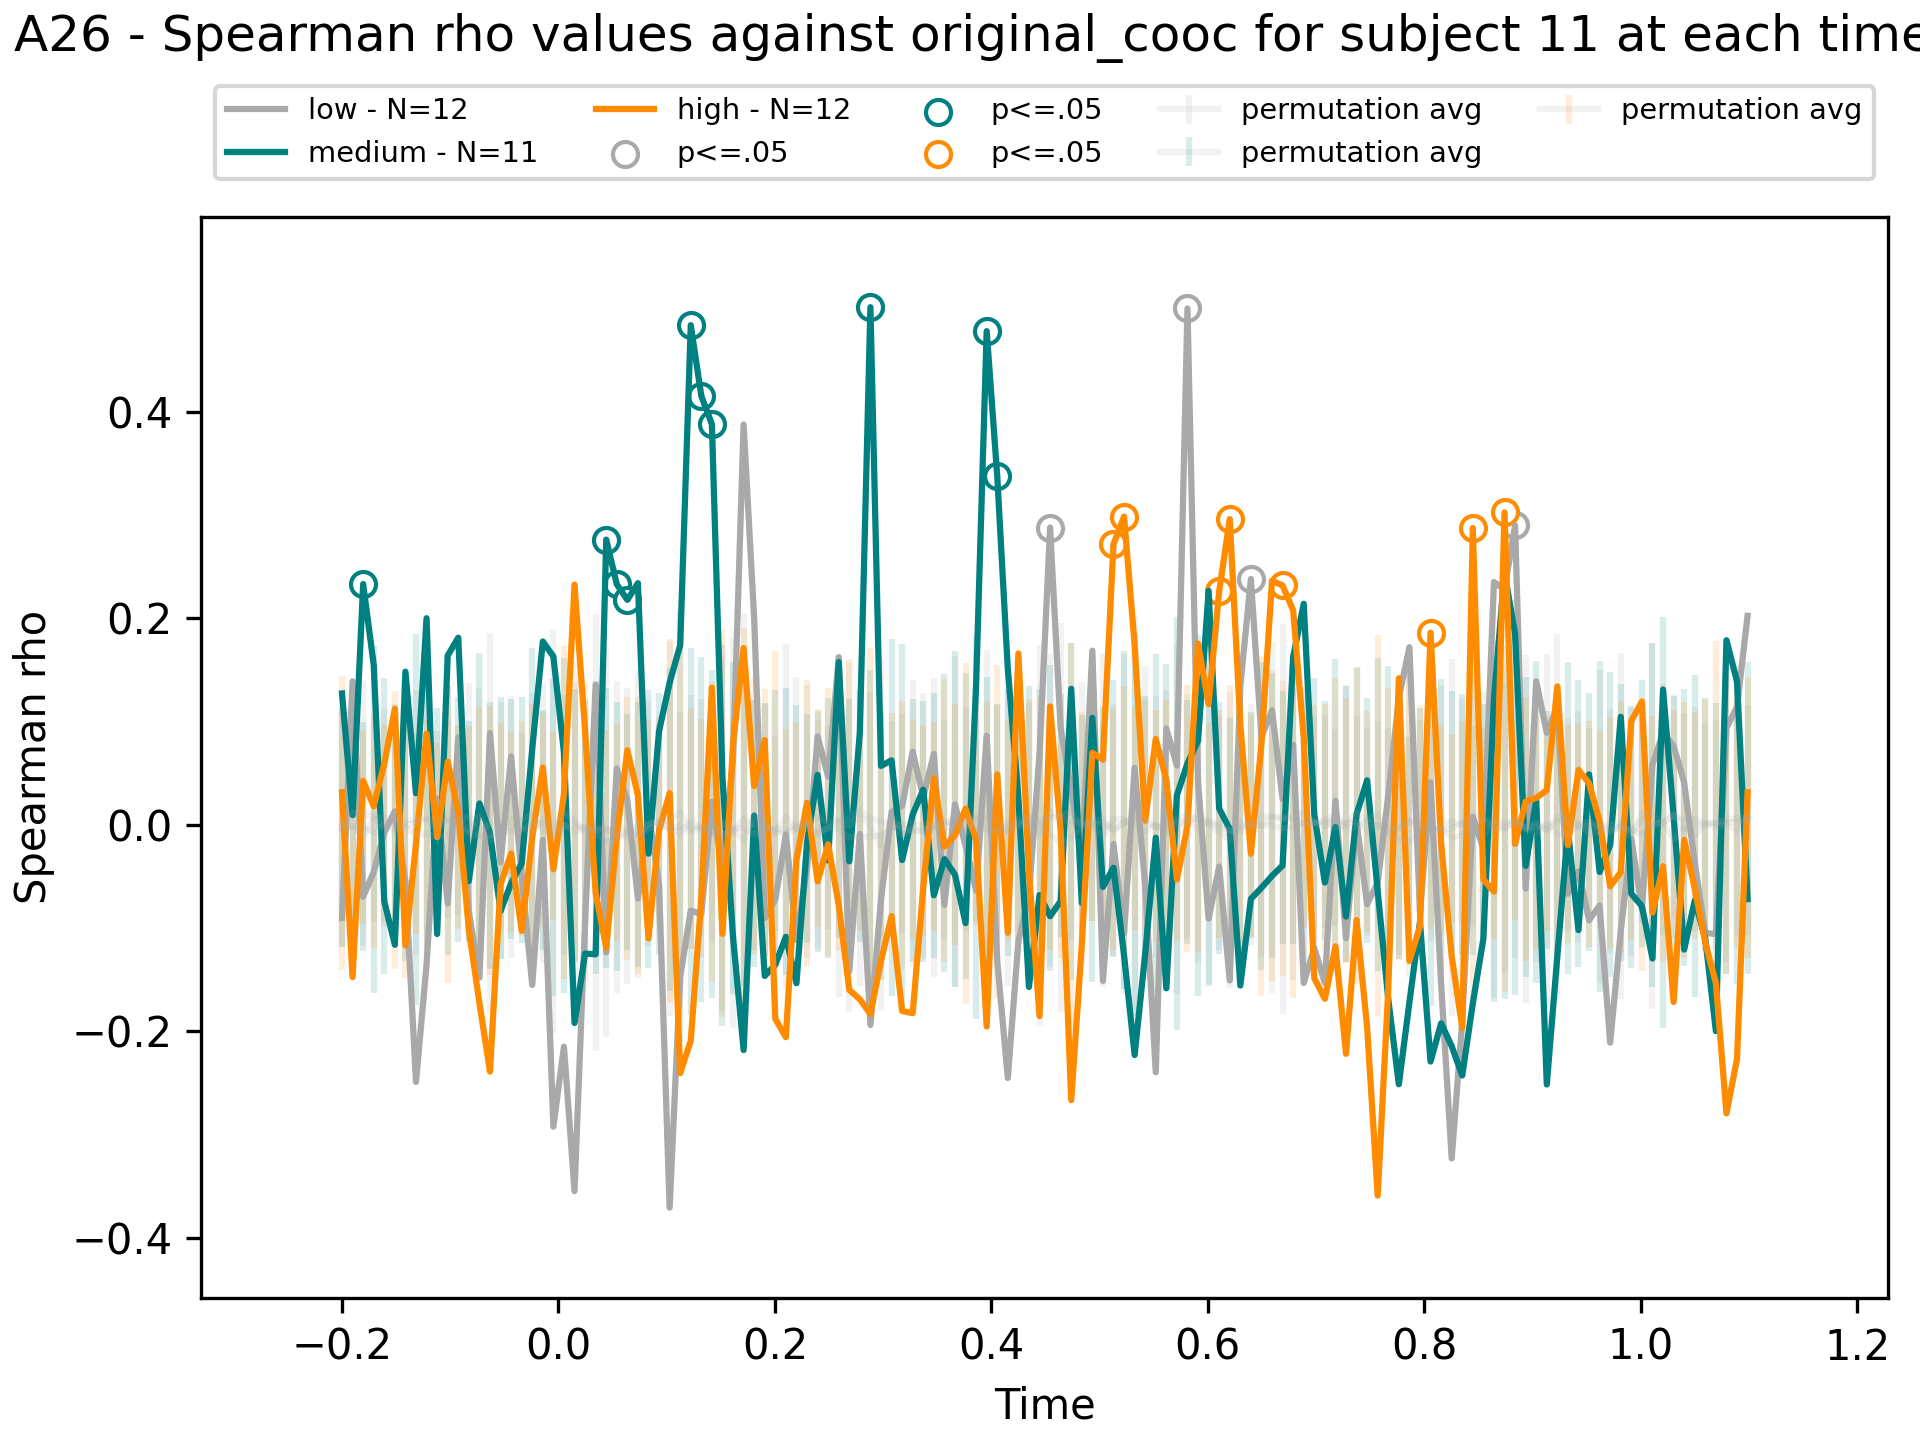 A26 - Spearman rho values against original_cooc for subject 11 at each time
low - N=12
medium - N=11
high - N=12
p<=.05
p<=.05
p<=.05
permutation avg
permutation avg
permutation avg
Spearman rho
0.4
0.2
0.0
−0.2
−0.4
−0.2 0.0 0.2 0.4 0.6 0.8 1.0 1.2
Time